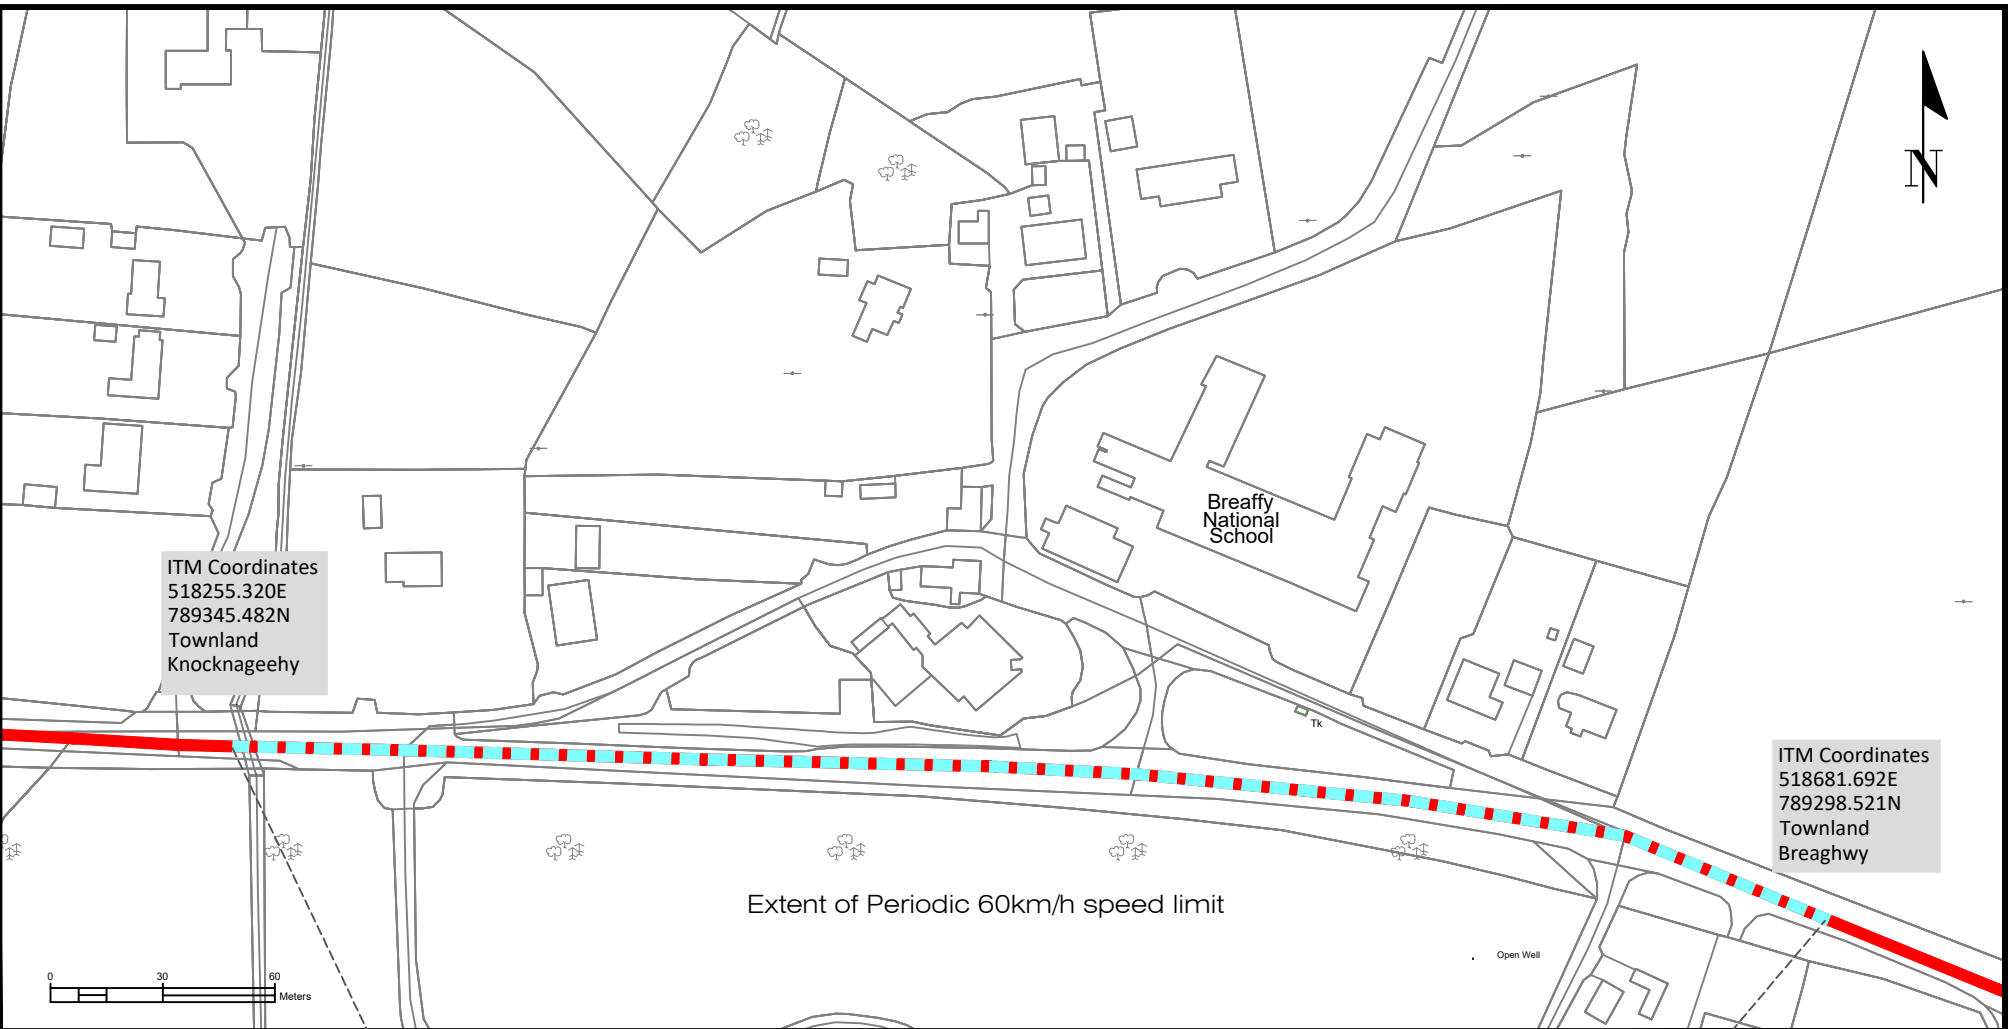 N
Breaffy
National
School
ITM Coordinates
518255.320E
789345.482N
Townland
Knocknageehy
Tk
ITM Coordinates
518681.692E
789298.521N
Townland
Breaghwy
Extent of Periodic 60km/h speed limit
Open Well
0 30 60
Meters